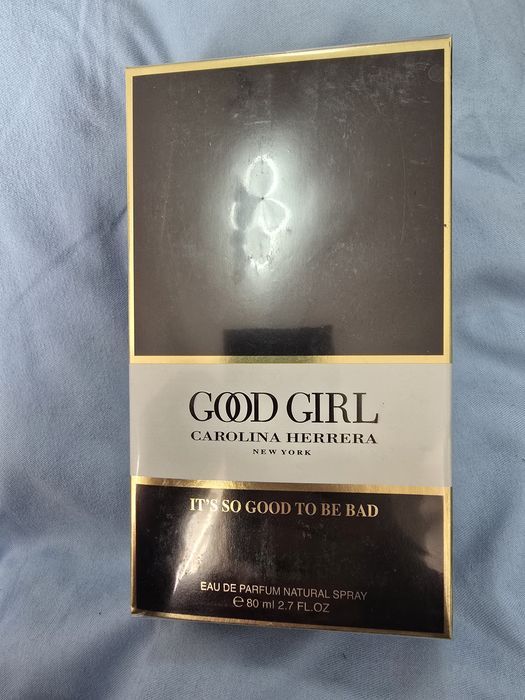 GOOD GIRL
CAROLINA HERRERA
NEW YORK
IT'S SO GOOD TO BE BAD
EAU DE PARFUM NATURAL SPRAY
℮ 80 ml 2.7 FL.OZ